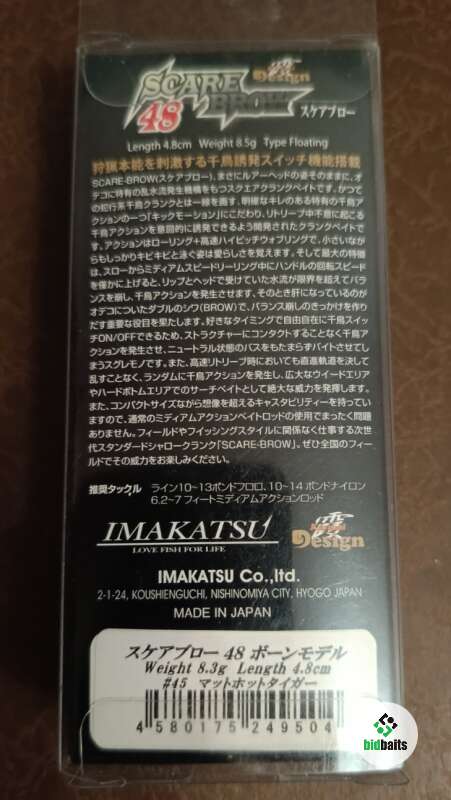 SCARE
48 BROW
Design
スケアブロー
Length 4.8cm Weight 8.5g Type Floating
狩猟本能を刺激する千鳥誘発スイッチ機能搭載
SCARE-BROW(スケアブロー)、まさにルアーヘッドの姿そのままに、オ
デコに特有の乱水流発生機構をもつスクエアクランクベイトです。かつて
の蛇行系千鳥クランクとは一線を画す、明確なキレのある特有の千鳥ア
クションの一つ「キックモーション」にこだわり、リトリーブ中不意に起こる
千鳥アクションを意図的に誘発できるよう開発されたクランクベイトで
す。アクションはローリング+高速ハイピッチウォブリングで、小さいなが
らもしっかりキビキビと泳ぐ姿は愛らしさを覚えます。そして最大の特徴
は、スローからミディアムスピードリーリング中にハンドルの回転スピード
を僅かに上げると、リップとヘッドで受けていた水流が限界を超えてバラ
ンスを崩し、千鳥アクションを発生させます。そのとき肝になっているのが
オデコについたダブルのシワ(BROW)で、バランス崩しのきっかけを作り
だす重要な役目を果たします。好きなタイミングで自由自在に千鳥スイッ
チON/OFFできるため、ストラクチャーにコンタクトすることなく千鳥ア
クションを発生させ、ニュートラル状態のバスをもたまらずバイトさせてし
まうスグレモノです。また、高速リトリーブ時においても直進軌道を決して
乱すことなく、ランダムに千鳥アクションを発生し、広大なウイードエリア
やハードボトムエリアでのサーチベイトとして絶大な威力を発揮します。
また、コンパクトサイズながら想像を超えるキャスタビリティーを持ってい
ますので、通常のミディアムアクションベイトロッドの使用でまったく問題
ありません。フィールドやフイッシングスタイルに関係なく仕事する次世
代スタンダードシャロークランク「SCARE-BROW」。ぜひ全国のフィー
ルドでその威力をお楽しみください。
推奨タックル ライン10〜13ポンドフロロ、10〜14 ポンドナイロン
6.2〜7 フィートミディアムアクションロッド
IMAKATSU
LOVE FISH FOR LIFE
Design
IMAKATSU Co.,ltd.
2-1-24, KOUSHIENGUCHI, NISHINOMIYA CITY, HYOGO JAPAN
MADE IN JAPAN
スケアブロー 48 ボーンモデル
Weight 8.3g Length 4.8cm
#45 マットホットタイガー
4 580175 249504
bidbaits